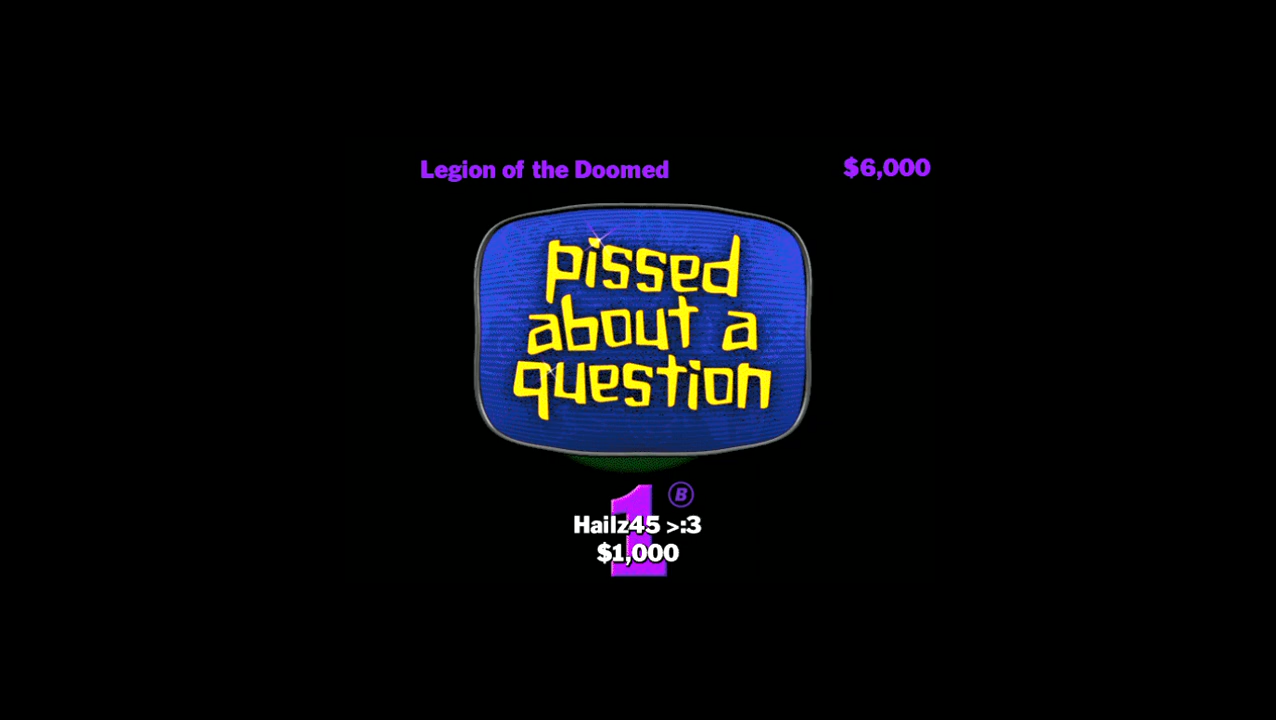 Legion of the Doomed $6,000
pissed
about a
question
1 B
Hailz45 >:3
$1,000